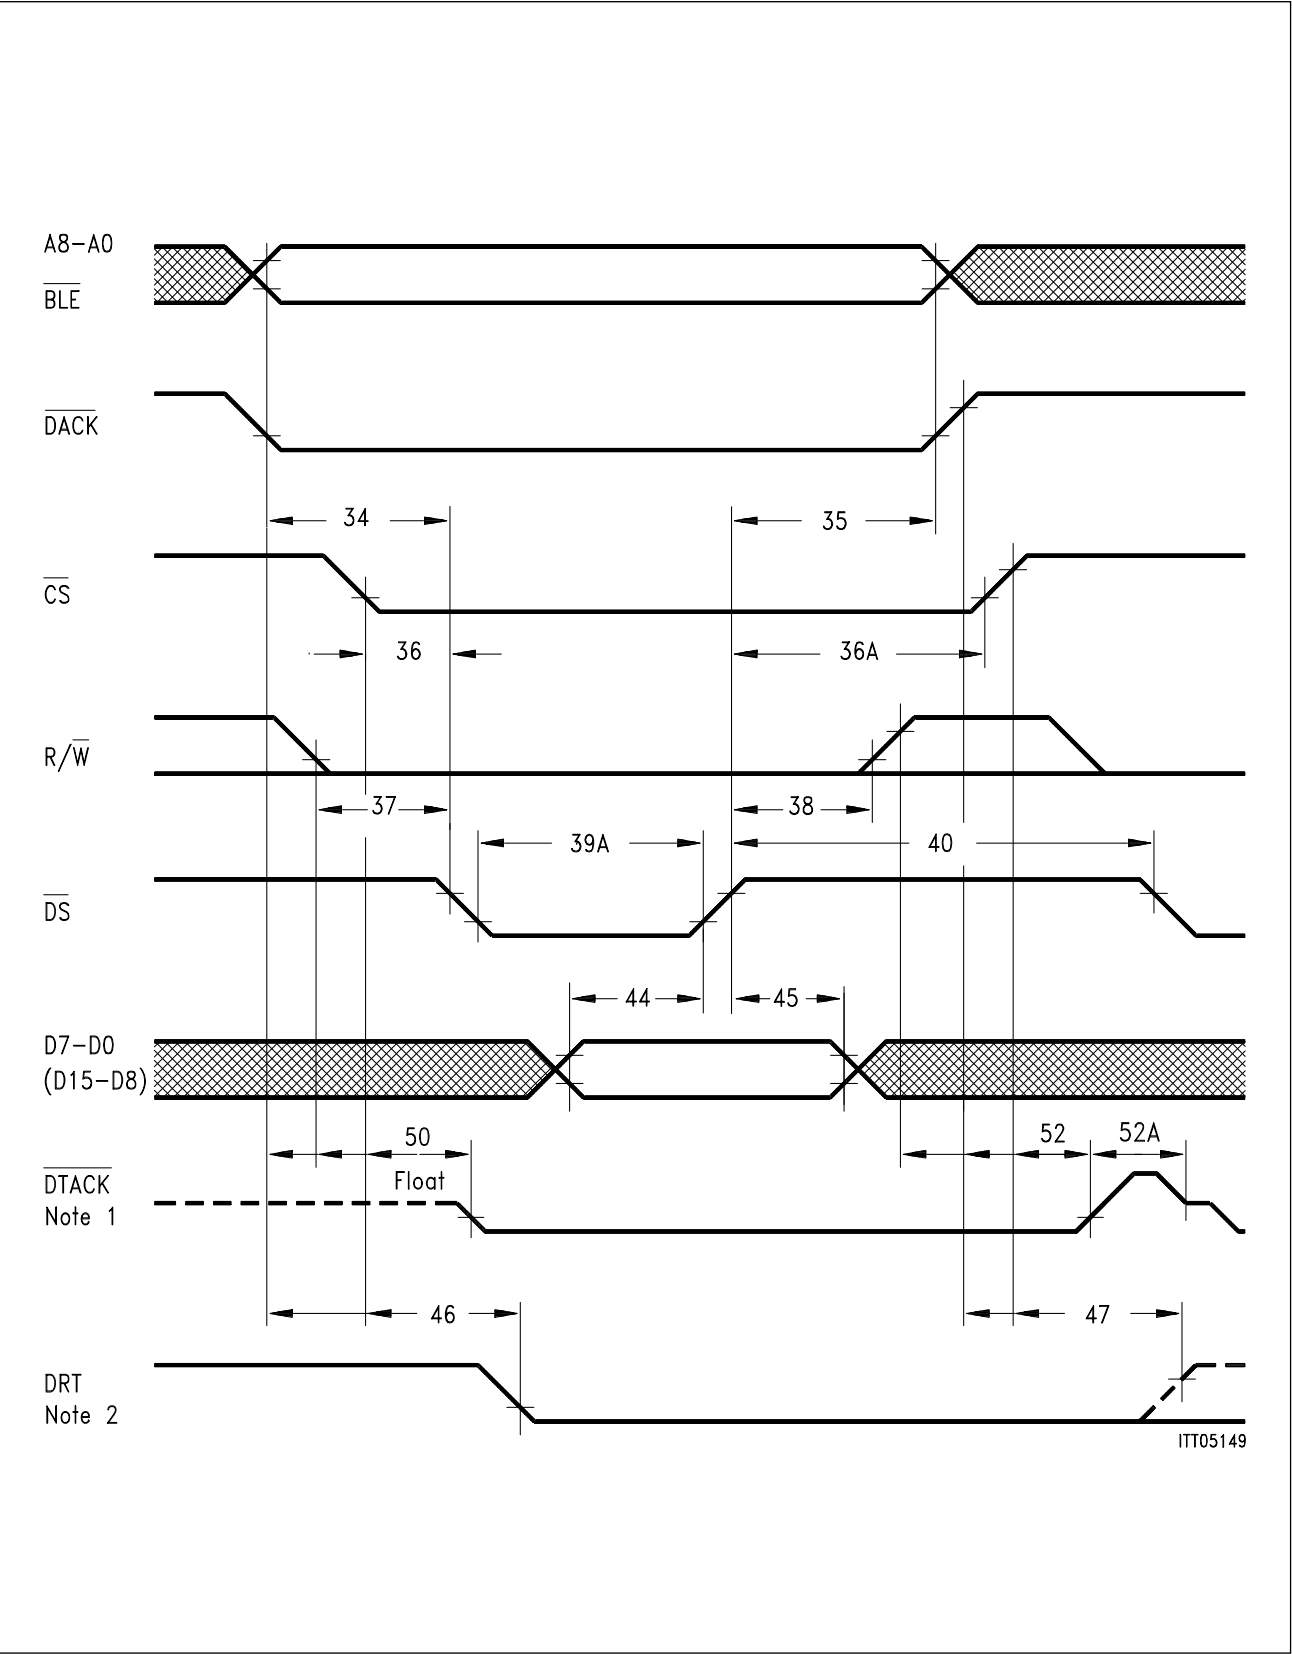 A8–A0
BLE
DACK
34
35
CS
36
36A
R/W
37
38
39A
40
DS
44
45
D7–D0
(D15–D8)
50
52
52A
DTACK
Float
Note 1
46
47
DRT
Note 2
ITT05149